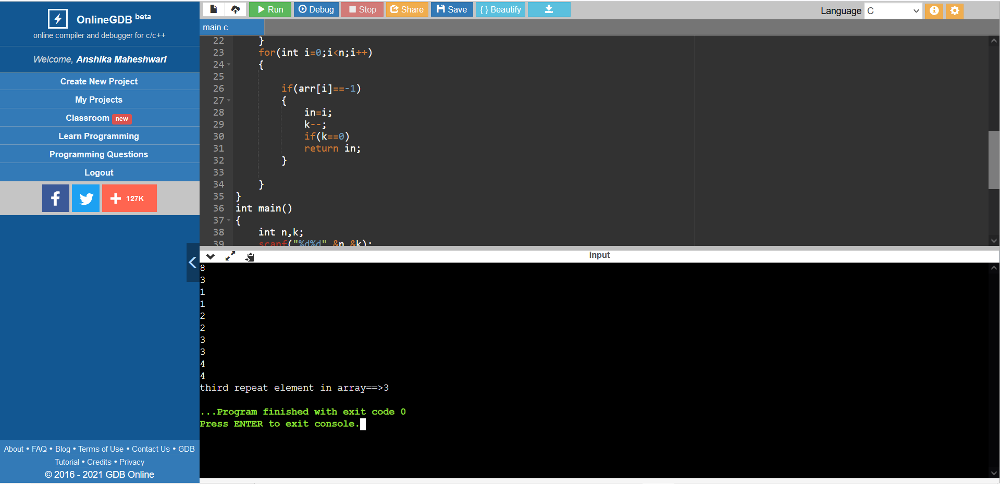 OnlineGDB beta
online compiler and debugger for c/c++
Welcome, Anshika Maheshwari
Create New Project
My Projects
Classroom new
Learn Programming
Programming Questions
Logout
127K
About • FAQ • Blog • Terms of Use • Contact Us • GDB
Tutorial • Credits • Privacy
© 2016 - 2021 GDB Online
Run Debug Stop Share Save { } Beautify
Language C
main.c
22 }
23 for(int i=0;i<n;i++)
24 {
25
26 if(arr[i]==-1)
27 {
28 in=i;
29 k--;
30 if(k==0)
31 return in;
32 }
33
34 }
35 }
36 int main()
37 {
38 int n,k;
39 scanf("%d%d" &n &k);
input
8
3
1
1
2
2
3
3
4
4
third repeat element in array==>3
...Program finished with exit code 0
Press ENTER to exit console.